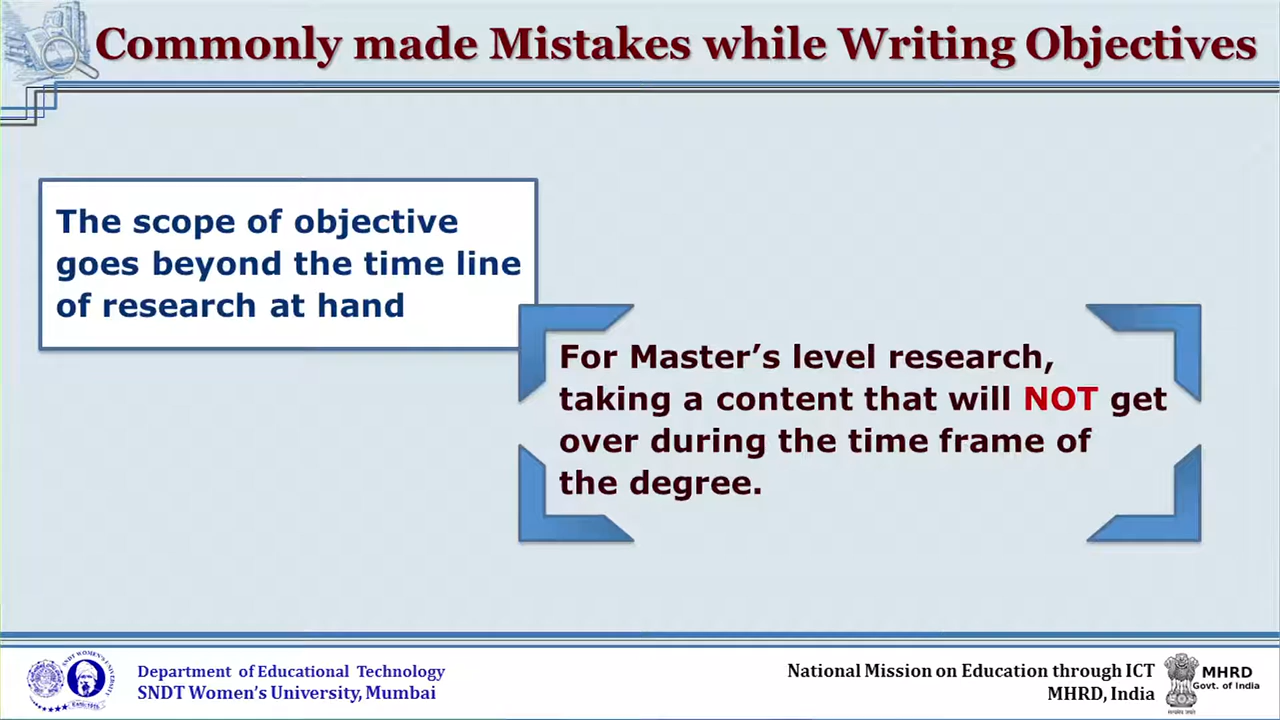 Commonly made Mistakes while Writing Objectives
The scope of objective
goes beyond the time line
of research at hand
For Master’s level research,
taking a content that will NOT get
over during the time frame of
the degree.
Department of Educational Technology
SNDT Women’s University, Mumbai
National Mission on Education through ICT
MHRD, India
MHRD
Govt. of India